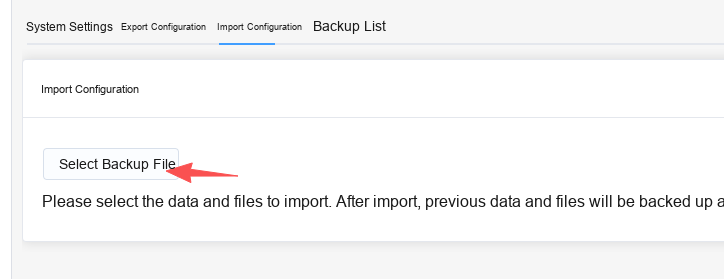 System Settings Export Configuration Import Configuration Backup List
Import Configuration
Select Backup File
Please select the data and files to import. After import, previous data and files will be backed up a